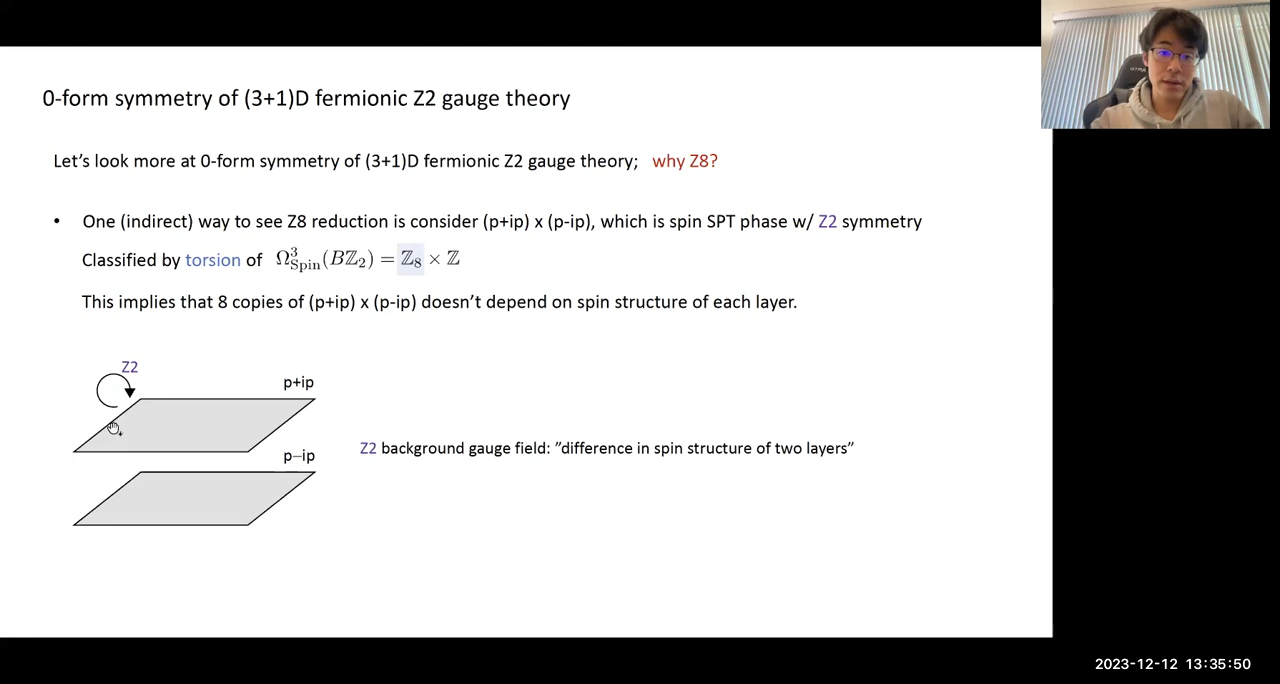 0-form symmetry of (3+1)D fermionic Z2 gauge theory
Let's look more at 0-form symmetry of (3+1)D fermionic Z2 gauge theory; why Z8?
• One (indirect) way to see Z8 reduction is consider (p+ip) x (p-ip), which is spin SPT phase w/ Z2 symmetry
Classified by torsion of Ω³_Spin(Bℤ₂) = ℤ₈ × ℤ
This implies that 8 copies of (p+ip) x (p-ip) doesn't depend on spin structure of each layer.
Z2
p+ip
Z2 background gauge field: ”difference in spin structure of two layers”
p−ip
2023-12-12 13:35:50